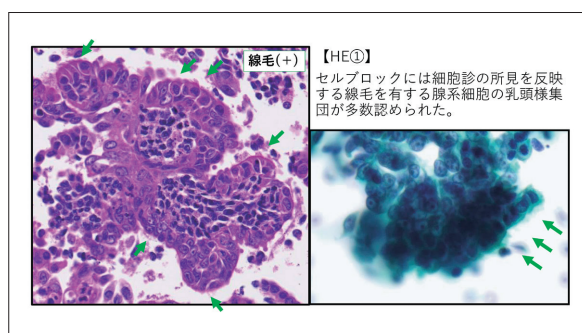 線毛(+)
【HE①】
セルブロックには細胞診の所見を反映
する線毛を有する腺系細胞の乳頭様集
団が多数認められた。